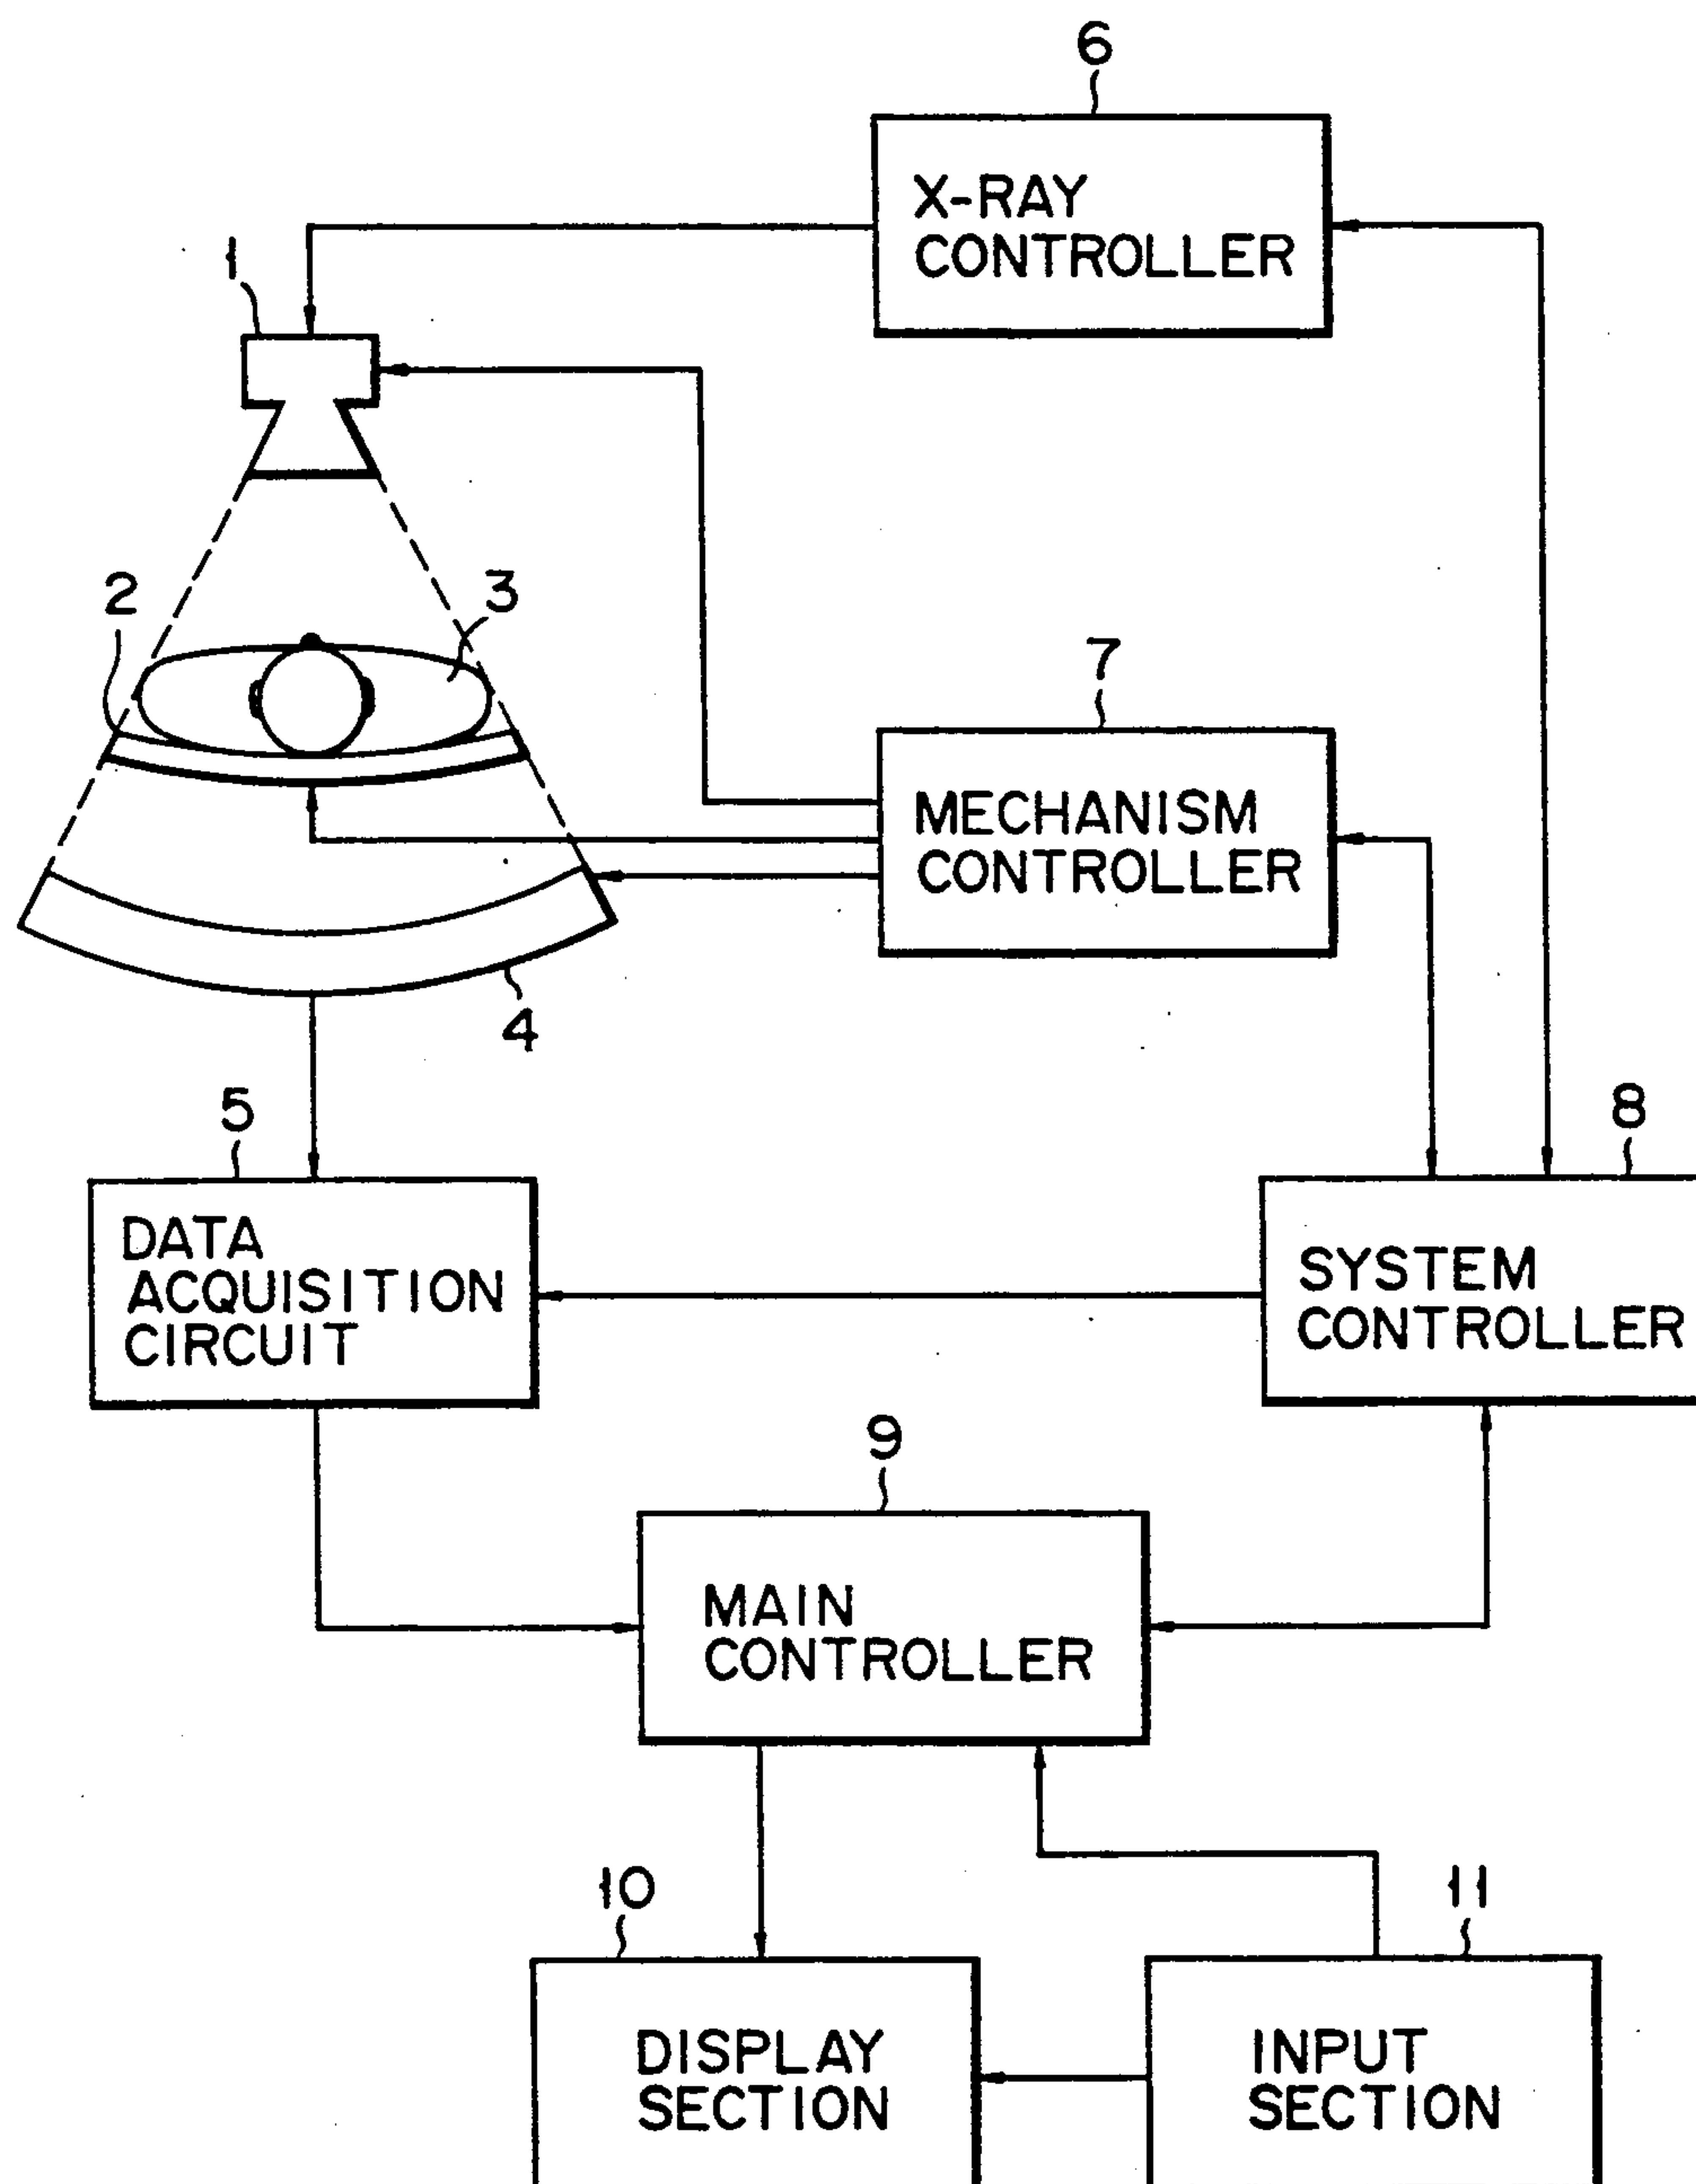 6
X-RAY
CONTROLLER
1
2
3
7
MECHANISM
CONTROLLER
4
5
8
DATA
ACQUISITION
CIRCUIT
SYSTEM
CONTROLLER
9
MAIN
CONTROLLER
10
11
DISPLAY
SECTION
INPUT
SECTION